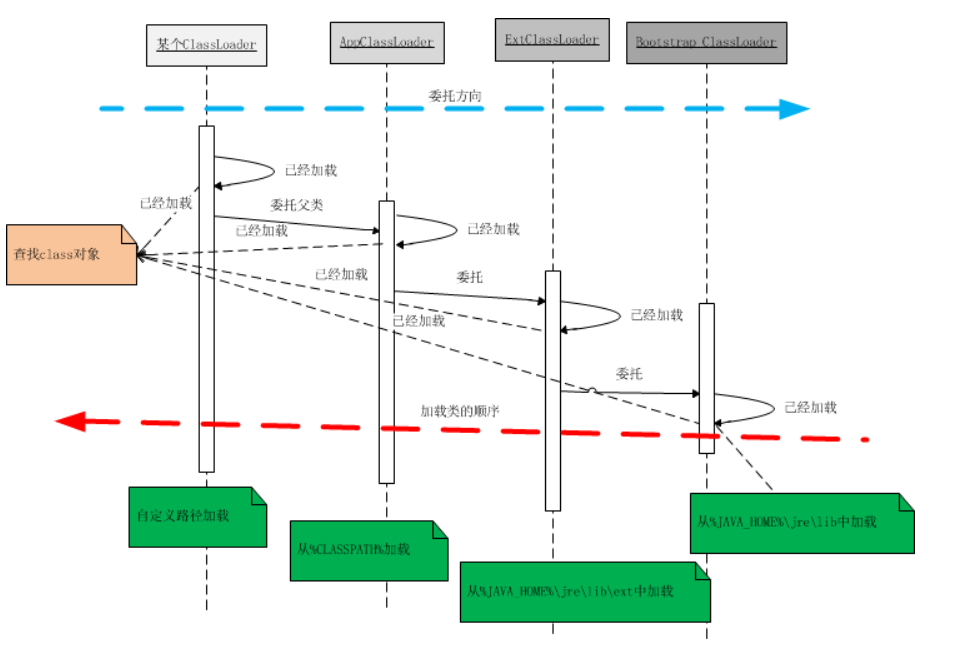 某个ClassLoader
AppClassLoader
ExtClassLoader
Bootstrap ClassLoader
委托方向
已经加载
已经加载
委托父类
已经加载
已经加载
查找class对象
已经加载
委托
已经加载
已经加载
委托
已经加载
加载类的顺序
自定义路径加载
从%CLASSPATH%加载
从%JAVA_HOME%\jre\lib中加载
从%JAVA_HOME%\jre\lib\ext中加载